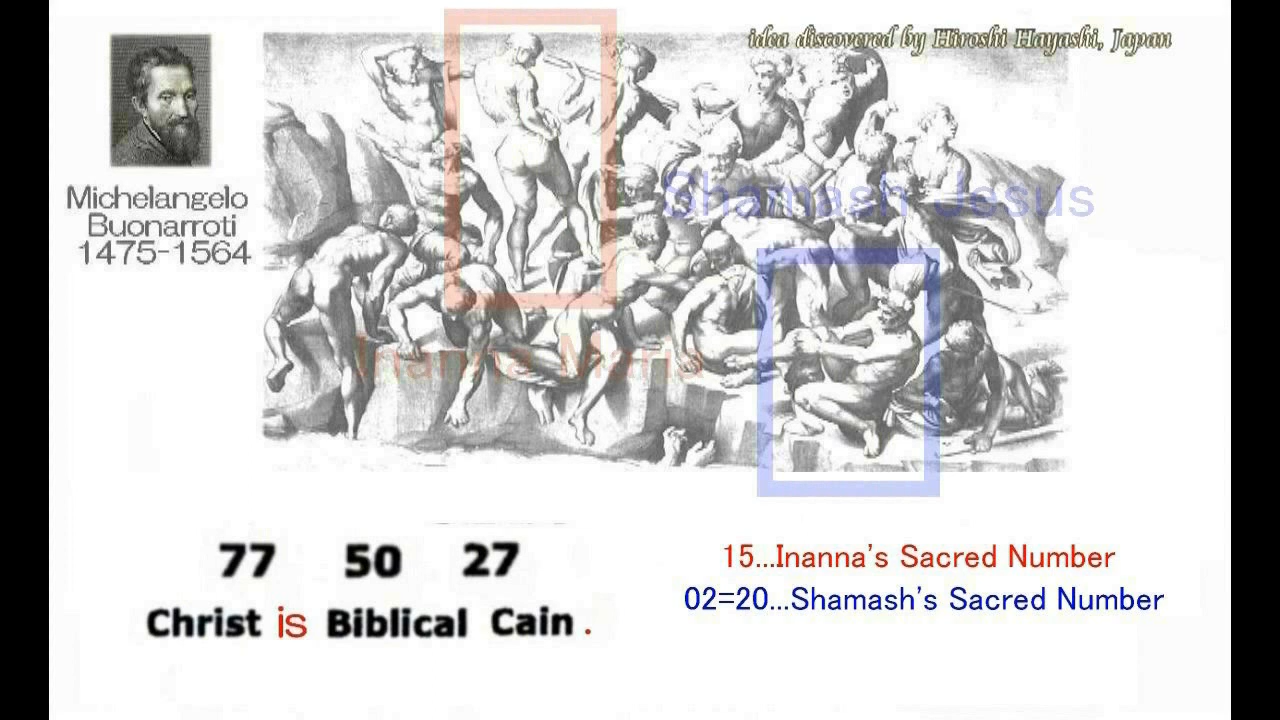 idea discovered by Hiroshi Hayashi, Japan
Michelangelo
Buonarroti
1475-1564
Shamash Jesus
Inanna Maria
77 50 27
Christ is Biblical Cain .
15...Inanna's Sacred Number
02=20...Shamash's Sacred Number